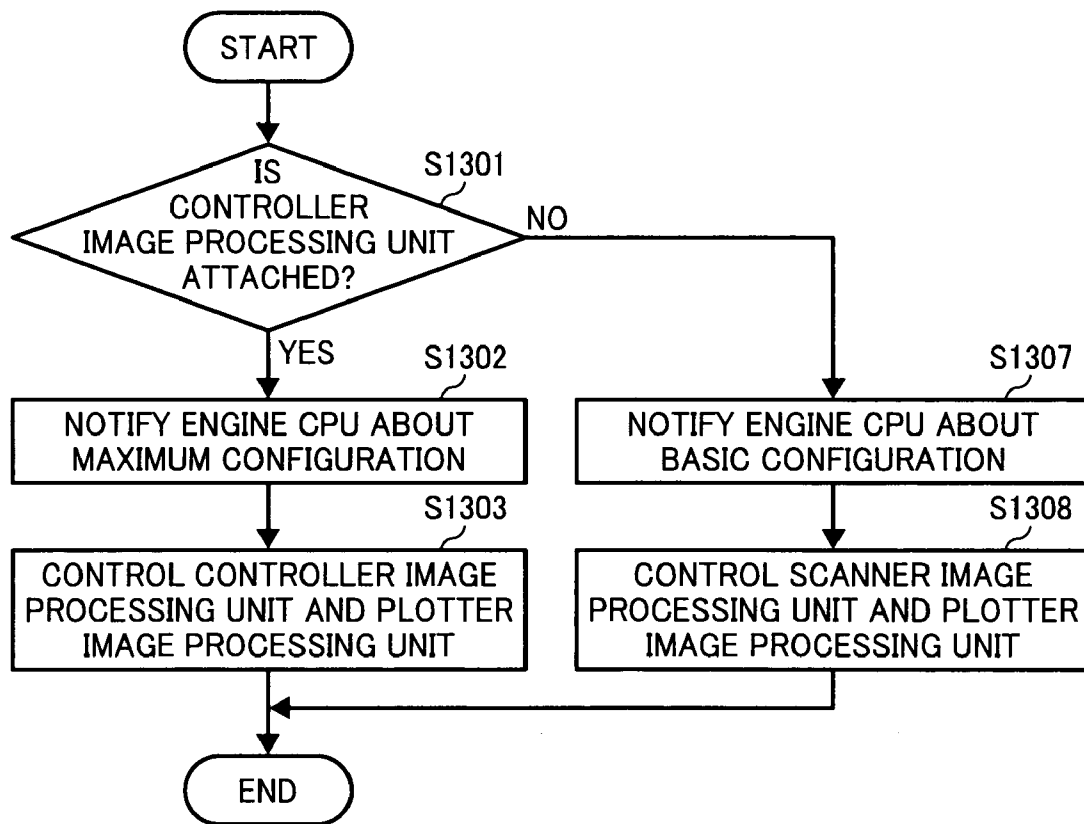 START
S1301
IS
CONTROLLER
IMAGE PROCESSING UNIT
ATTACHED?
NO
YES
S1302
NOTIFY ENGINE CPU ABOUT
MAXIMUM CONFIGURATION
S1307
NOTIFY ENGINE CPU ABOUT
BASIC CONFIGURATION
S1303
CONTROL CONTROLLER IMAGE
PROCESSING UNIT AND PLOTTER
IMAGE PROCESSING UNIT
S1308
CONTROL SCANNER IMAGE
PROCESSING UNIT AND PLOTTER
IMAGE PROCESSING UNIT
END